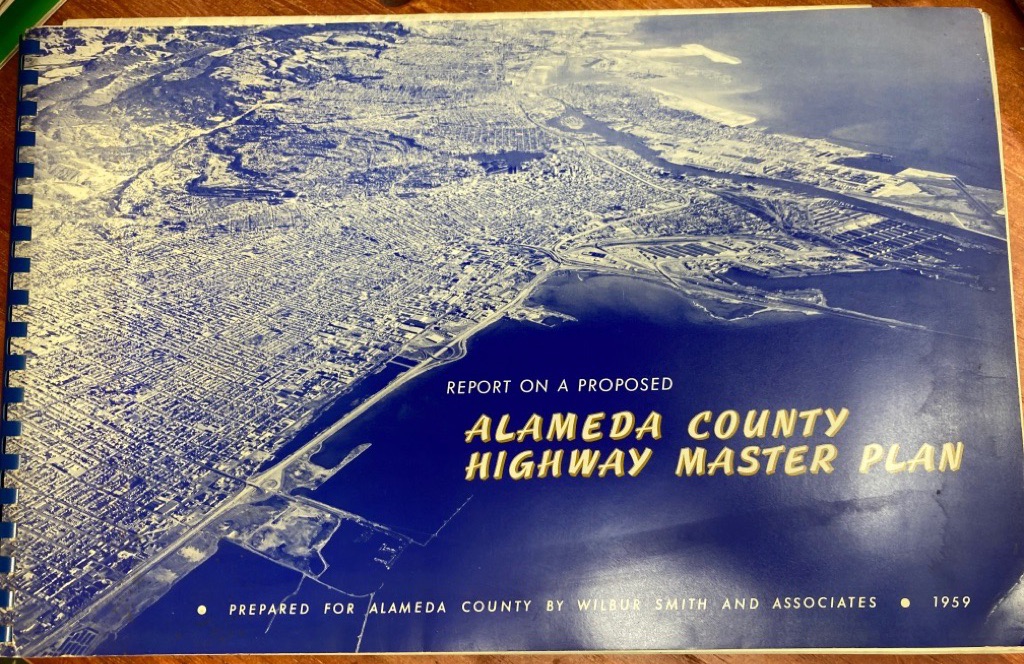 REPORT ON A PROPOSED
ALAMEDA COUNTY
HIGHWAY MASTER PLAN
● PREPARED FOR ALAMEDA COUNTY BY WILBUR SMITH AND ASSOCIATES ● 1959